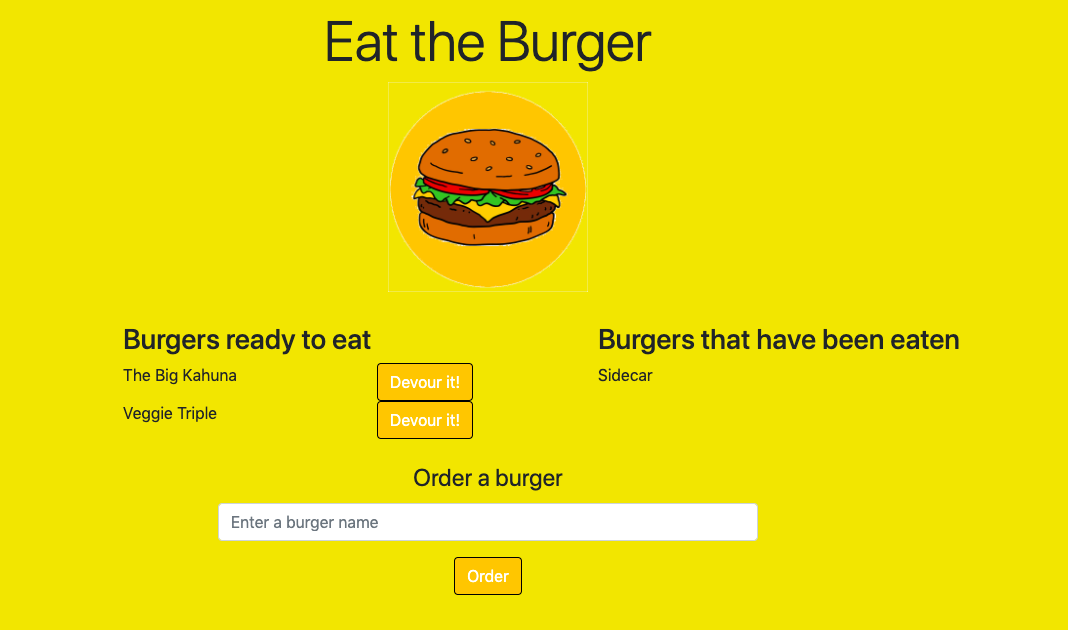 Eat the Burger
Burgers ready to eat
The Big Kahuna
Devour it!
Veggie Triple
Devour it!
Burgers that have been eaten
Sidecar
Order a burger
Enter a burger name
Order